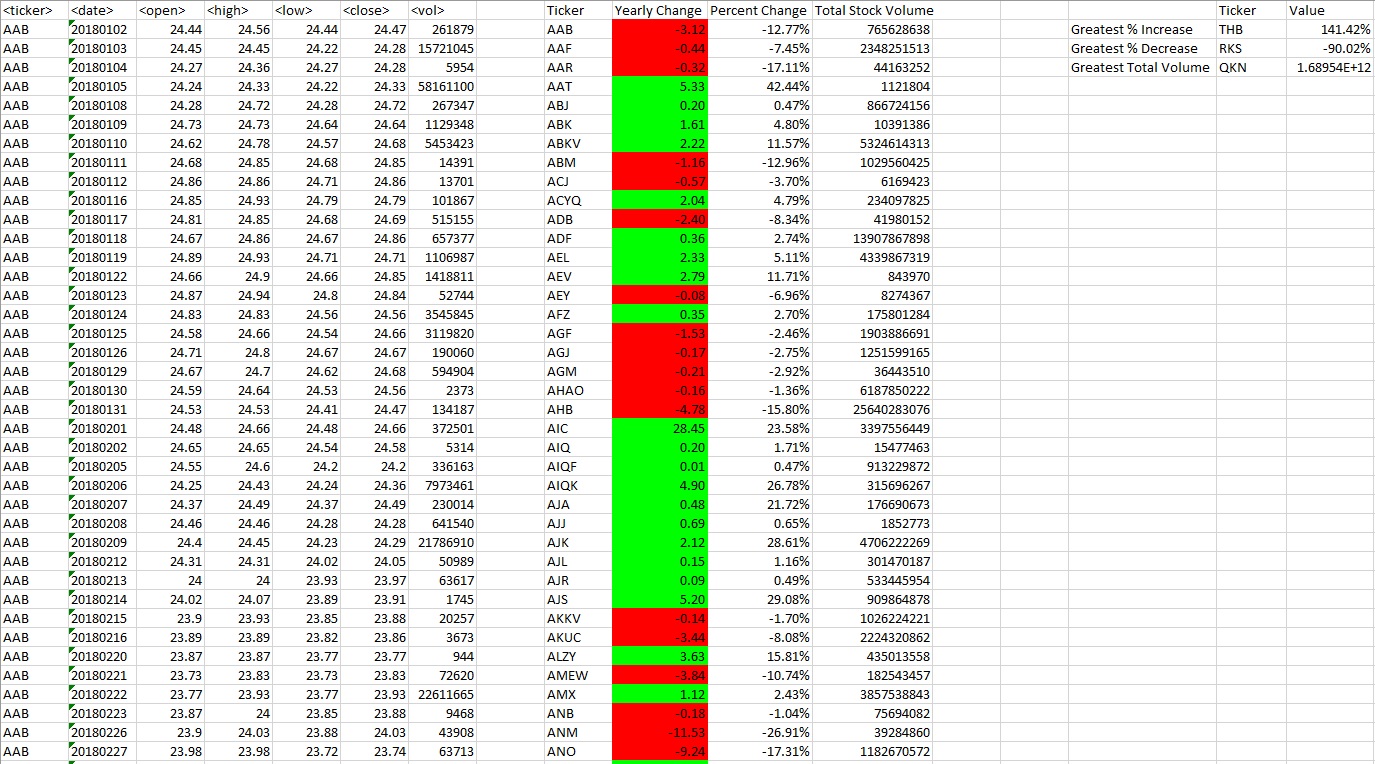 <ticker> <date> <open> <high> <low> <close> <vol> Ticker Yearly Change Percent Change Total Stock Volume Ticker Value
AAB 20180102 24.44 24.56 24.44 24.47 261879 AAB -3.12 -12.77% 765628638 Greatest % Increase THB 141.42%
AAB 20180103 24.45 24.45 24.22 24.28 15721045 AAF -0.44 -7.45% 2348251513 Greatest % Decrease RKS -90.02%
AAB 20180104 24.27 24.36 24.27 24.28 5954 AAR -0.32 -17.11% 44163252 Greatest Total Volume QKN 1.68954E+12
AAB 20180105 24.24 24.33 24.22 24.33 58161100 AAT 5.33 42.44% 1121804
AAB 20180108 24.28 24.72 24.28 24.72 267347 ABJ 0.20 0.47% 866724156
AAB 20180109 24.73 24.73 24.64 24.64 1129348 ABK 1.61 4.80% 10391386
AAB 20180110 24.62 24.78 24.57 24.68 5453423 ABKV 2.22 11.57% 5324614313
AAB 20180111 24.68 24.85 24.68 24.85 14391 ABM -1.16 -12.96% 1029560425
AAB 20180112 24.86 24.86 24.71 24.86 13701 ACJ -0.57 -3.70% 6169423
AAB 20180116 24.85 24.93 24.79 24.79 101867 ACYQ 2.04 4.79% 234097825
AAB 20180117 24.81 24.85 24.68 24.69 515155 ADB -2.40 -8.34% 41980152
AAB 20180118 24.67 24.86 24.67 24.86 657377 ADF 0.36 2.74% 13907867898
AAB 20180119 24.89 24.93 24.71 24.71 1106987 AEL 2.33 5.11% 4339867319
AAB 20180122 24.66 24.9 24.66 24.85 1418811 AEV 2.79 11.71% 843970
AAB 20180123 24.87 24.94 24.8 24.84 52744 AEY -0.08 -6.96% 8274367
AAB 20180124 24.83 24.83 24.56 24.56 3545845 AFZ 0.35 2.70% 175801284
AAB 20180125 24.58 24.66 24.54 24.66 3119820 AGF -1.53 -2.46% 1903886691
AAB 20180126 24.71 24.8 24.67 24.67 190060 AGJ -0.17 -2.75% 1251599165
AAB 20180129 24.67 24.7 24.62 24.68 594904 AGM -0.21 -2.92% 36443510
AAB 20180130 24.59 24.64 24.53 24.56 2373 AHAO -0.16 -1.36% 6187850222
AAB 20180131 24.53 24.53 24.41 24.47 134187 AHB -4.78 -15.80% 25640283076
AAB 20180201 24.48 24.66 24.48 24.66 372501 AIC 28.45 23.58% 3397556449
AAB 20180202 24.65 24.65 24.54 24.58 5314 AIQ 0.20 1.71% 15477463
AAB 20180205 24.55 24.6 24.2 24.2 336163 AIQF 0.01 0.47% 913229872
AAB 20180206 24.25 24.43 24.24 24.36 7973461 AIQK 4.90 26.78% 315696267
AAB 20180207 24.37 24.49 24.37 24.49 230014 AJA 0.48 21.72% 176690673
AAB 20180208 24.46 24.46 24.28 24.28 641540 AJJ 0.69 0.65% 1852773
AAB 20180209 24.4 24.45 24.23 24.29 21786910 AJK 2.12 28.61% 4706222269
AAB 20180212 24.31 24.31 24.02 24.05 50989 AJL 0.15 1.16% 301470187
AAB 20180213 24 24 23.93 23.97 63617 AJR 0.09 0.49% 533445954
AAB 20180214 24.02 24.07 23.89 23.91 1745 AJS 5.20 29.08% 909864878
AAB 20180215 23.9 23.93 23.85 23.88 20257 AKKV -0.14 -1.70% 1026224221
AAB 20180216 23.89 23.89 23.82 23.86 3673 AKUC -3.44 -8.08% 2224320862
AAB 20180220 23.87 23.87 23.77 23.77 944 ALZY 3.63 15.81% 435013558
AAB 20180221 23.73 23.83 23.73 23.83 72620 AMEW -3.84 -10.74% 182543457
AAB 20180222 23.77 23.93 23.77 23.93 22611665 AMX 1.12 2.43% 3857538843
AAB 20180223 23.87 24 23.85 23.88 9468 ANB -0.18 -1.04% 75694082
AAB 20180226 23.9 24.03 23.88 24.03 43908 ANM -11.53 -26.91% 39284860
AAB 20180227 23.98 23.98 23.72 23.74 63713 ANO -9.24 -17.31% 1182670572